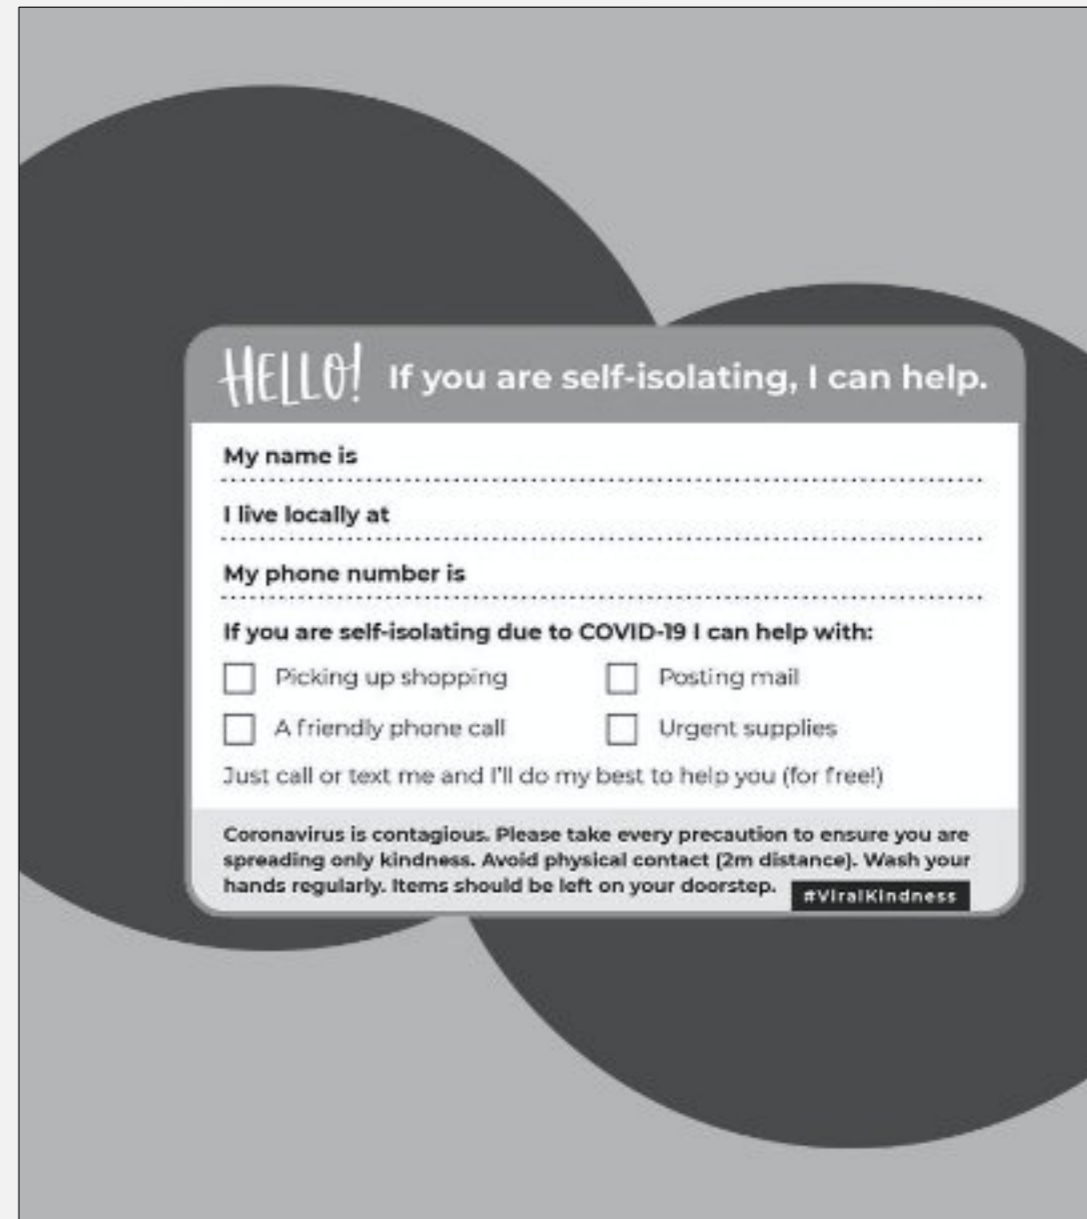 HELLO! If you are self-isolating, I can help.
My name is
I live locally at
My phone number is
If you are self-isolating due to COVID-19 I can help with:
Picking up shopping
Posting mail
A friendly phone call
Urgent supplies
Just call or text me and I'll do my best to help you (for free!)
Coronavirus is contagious. Please take every precaution to ensure you are
spreading only kindness. Avoid physical contact (2m distance). Wash your
hands regularly. Items should be left on your doorstep.
#ViralKindness